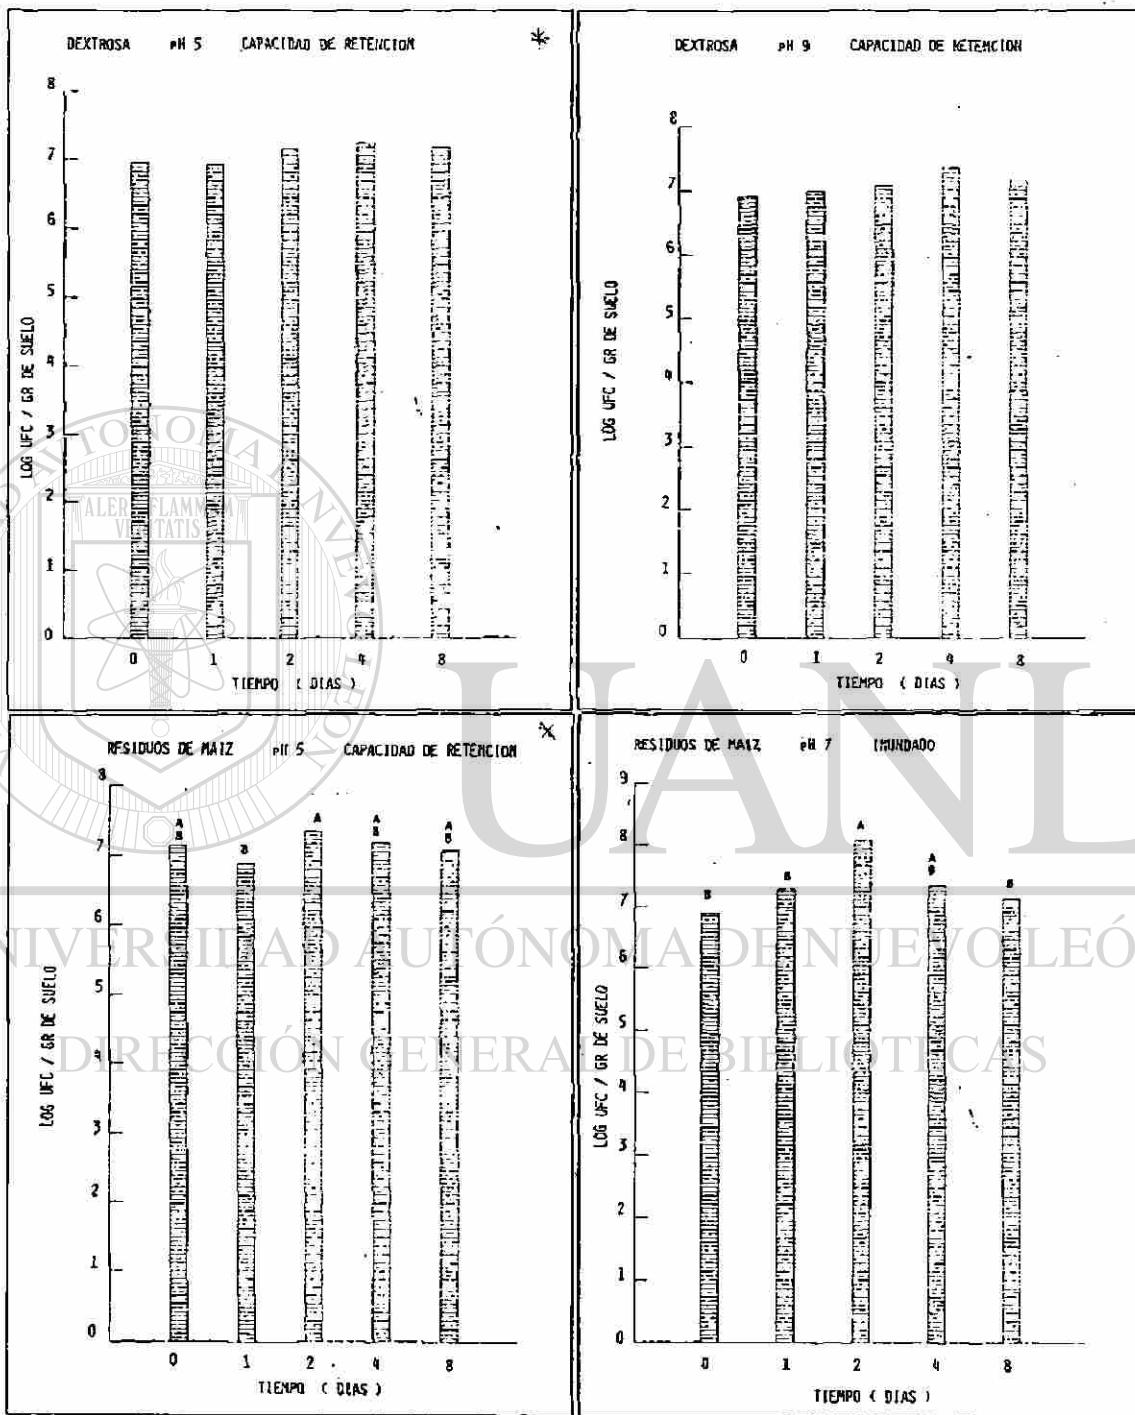 DEXTROSA pH 5 CAPACIDAD DE RETENCION *
8
7
6
5
4
3
2
1
0
LOG UFC / GR DE SUELO
0 1 2 4 8
TIEMPO ( DIAS )
DEXTROSA pH 9 CAPACIDAD DE RETENCION
8
7
6
5
4
3
2
1
0
LOG UFC / GR DE SUELO
0 1 2 4 8
TIEMPO ( DIAS )
RESIDUOS DE MAIZ pH 5 CAPACIDAD DE RETENCION *
8
7
6
5
4
3
2
1
0
LOG UFC / GR DE SUELO
A A A A
B B B B
0 1 2 4 8
TIEMPO ( DIAS )
RESIDUOS DE MAIZ pH 7 INUNDADO
9
8
7
6
5
4
3
2
1
0
LOG UFC / GR DE SUELO
A A
B B B B
0 1 2 4 8
TIEMPO ( DIAS )
ALERE FLAMMAM
VERITATIS
UANL
UNIVERSIDAD AUTÓNOMA DE NUEVO LEÓ
DIRECCIÓN GENERAL DE BIBLIOTECAS